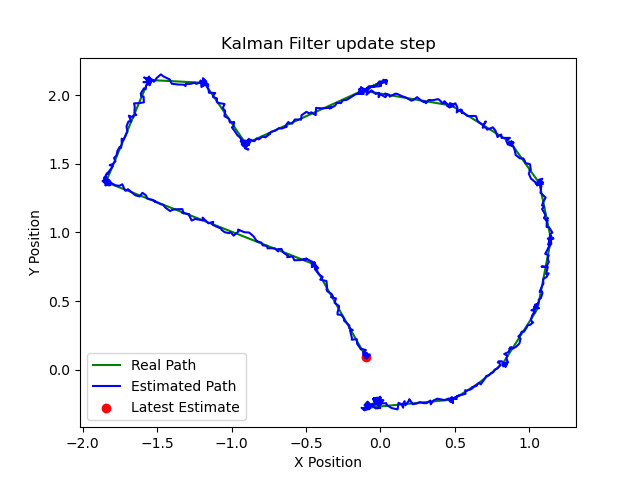 Kalman Filter update step
2.0
1.5
1.0
0.5
0.0
Y Position
Real Path
Estimated Path
Latest Estimate
−2.0 −1.5 −1.0 −0.5 0.0 0.5 1.0
X Position